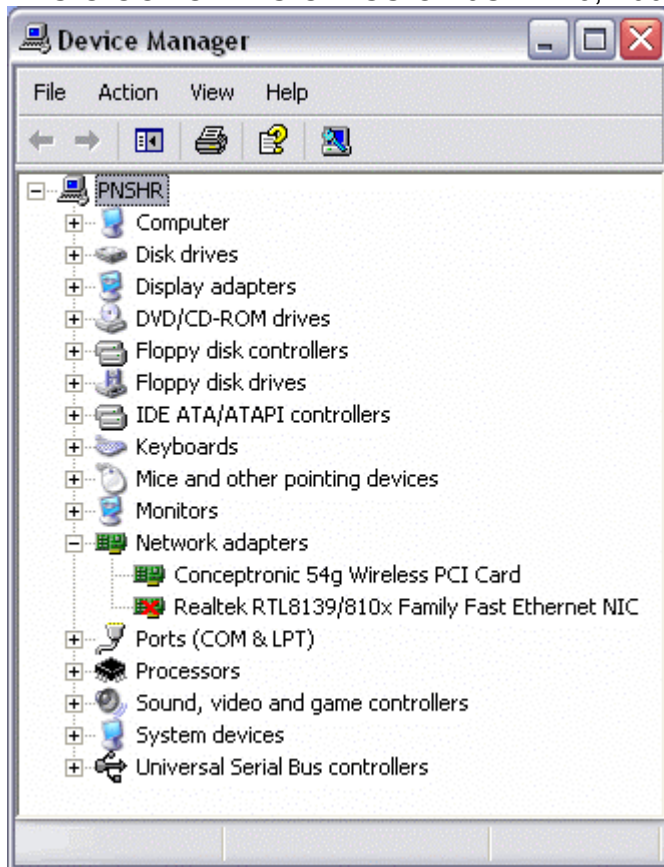 Device Manager
File Action View Help
PNSHR
Computer
Disk drives
Display adapters
DVD/CD-ROM drives
Floppy disk controllers
Floppy disk drives
IDE ATA/ATAPI controllers
Keyboards
Mice and other pointing devices
Monitors
Network adapters
Conceptronic 54g Wireless PCI Card
Realtek RTL8139/810x Family Fast Ethernet NIC
Ports (COM & LPT)
Processors
Sound, video and game controllers
System devices
Universal Serial Bus controllers